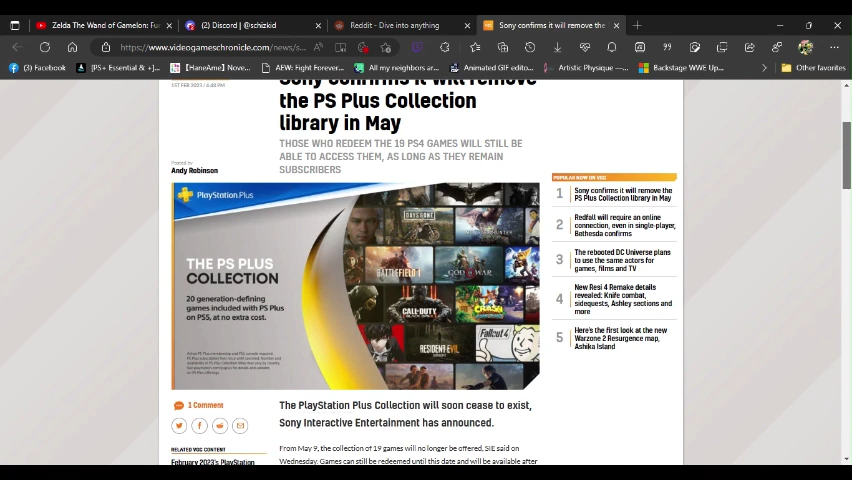 Zelda The Wand of Gamelon: Fu
(2) Discord | @schizkid
Reddit - Dive into anything
Sony confirms it will remove the
https://www.videogameschronicle.com/news/s...
(3) Facebook
[PS+ Essential &+]...
[HaneAme] Nove...
AEW: Fight Forever...
All my neighbors ar...
Animated GIF edito...
Artistic Physique —...
Backstage WWE Up...
Other favorites
Sony confirms it will remove
the PS Plus Collection
library in May
1ST FEB 2023 / 4:48 PM
THOSE WHO REDEEM THE 19 PS4 GAMES WILL STILL BE
ABLE TO ACCESS THEM, AS LONG AS THEY REMAIN
SUBSCRIBERS
Posted by
Andy Robinson
PlayStation.Plus
THE PS PLUS
COLLECTION
20 generation-defining
games included with PS Plus
on PS5, at no extra cost.
DAYS GONE
BATTLEFIELD 1
GOD OF WAR
CALL OF DUTY
CRASH
RESIDENT EVIL
Fallout 4
POPULAR NOW ON VGC
1 Sony confirms it will remove the
PS Plus Collection library in May
2 Redfall will require an online
connection, even in single-player,
Bethesda confirms
3 The rebooted DC Universe plans
to use the same actors for
games, films and TV
4 New Resi 4 Remake details
revealed: Knife combat,
sidequests, Ashley sections and
more
5 Here's the first look at the new
Warzone 2 Resurgence map,
Ashika Island
1 Comment
RELATED VGC CONTENT
February 2023's PlayStation
The PlayStation Plus Collection will soon cease to exist,
Sony Interactive Entertainment has announced.
From May 9, the collection of 19 games will no longer be offered, SIE said on
Wednesday. Games can still be redeemed until this date and will be available after